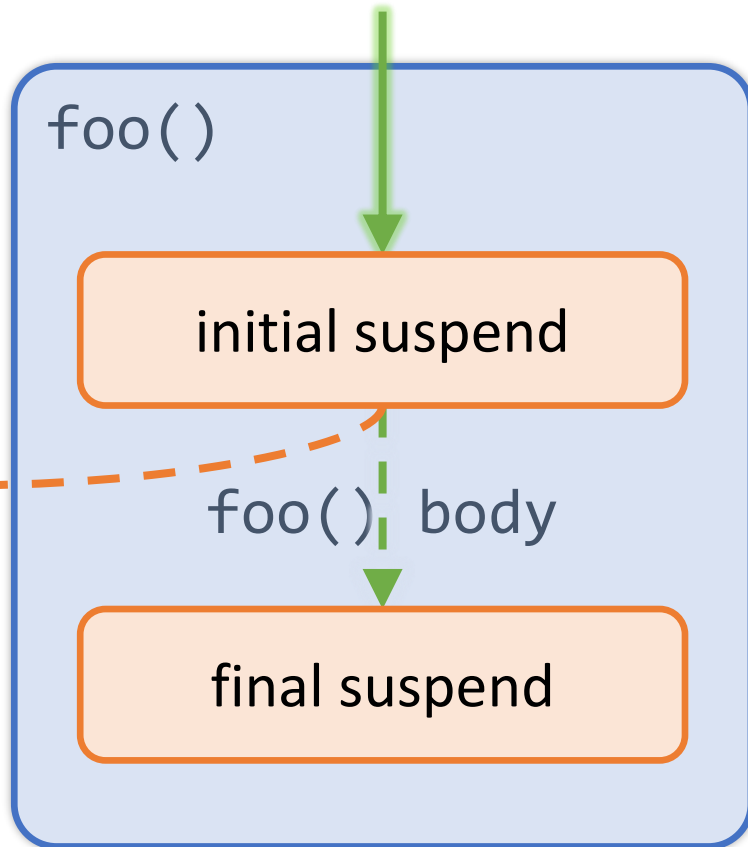 foo()
initial suspend
foo() body
final suspend